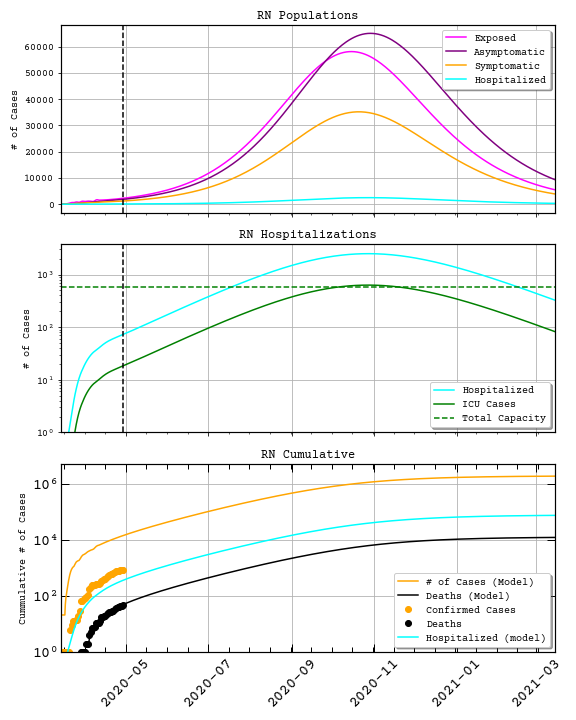 RN Populations
# of Cases
60000
50000
40000
30000
20000
10000
0
Exposed
Asymptomatic
Symptomatic
Hospitalized
RN Hospitalizations
# of Cases
10³
10²
10¹
10⁰
Hospitalized
ICU Cases
Total Capacity
RN Cumulative
Cummulative # of Cases
10⁶
10⁴
10²
10⁰
# of Cases (Model)
Deaths (Model)
Confirmed Cases
Deaths
Hospitalized (model)
2020-05
2020-07
2020-09
2020-11
2021-01
2021-03